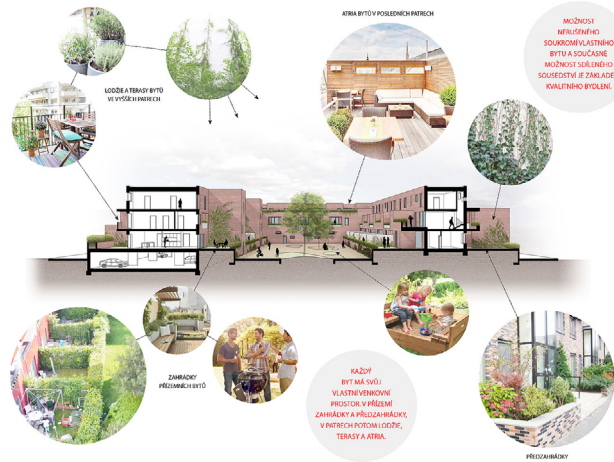 ATRIA BYTŮ V POSLEDNÍCH PATRECH
MOŽNOST
NERUŠENÉHO
SOUKROMÍ VLASTNÍHO
BYTU A SOUČASNĚ
MOŽNOST SDÍLENÉHO
SOUSEDSTVÍ JE ZÁKLADEM
KVALITNÍHO BYDLENÍ.
LODŽIE A TERASY BYTŮ
VE VYŠŠÍCH PATRECH
ZAHRÁDKY
PŘÍZEMNÍCH BYTŮ
KAŽDÝ
BYT MÁ SVŮJ
VLASTNÍ VENKOVNÍ
PROSTOR. V PŘÍZEMÍ
ZAHRÁDKY A PŘEDZAHRÁDKY,
V PATRECH POTOM LODŽIE,
TERASY A ATRIA.
PŘEDZAHRÁDKY